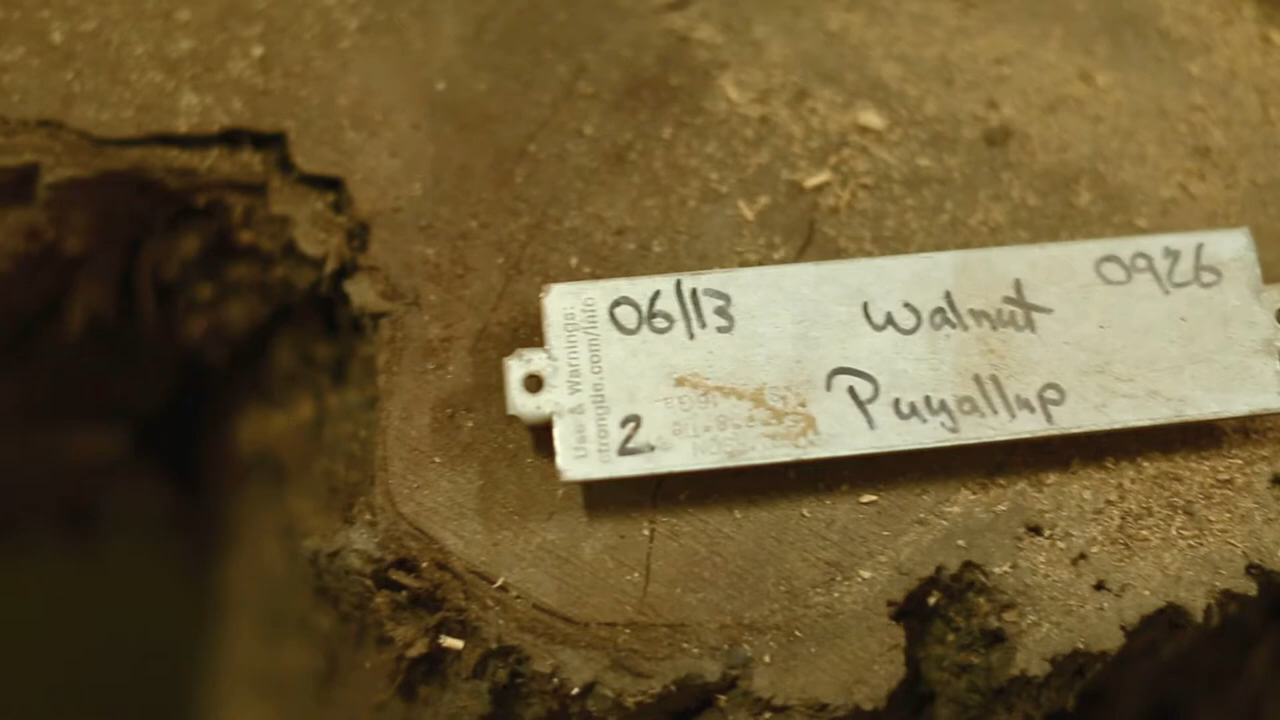 06/13 Walnut 0926
2 Puyallup
Use & Warnings:
strongtie.com/info